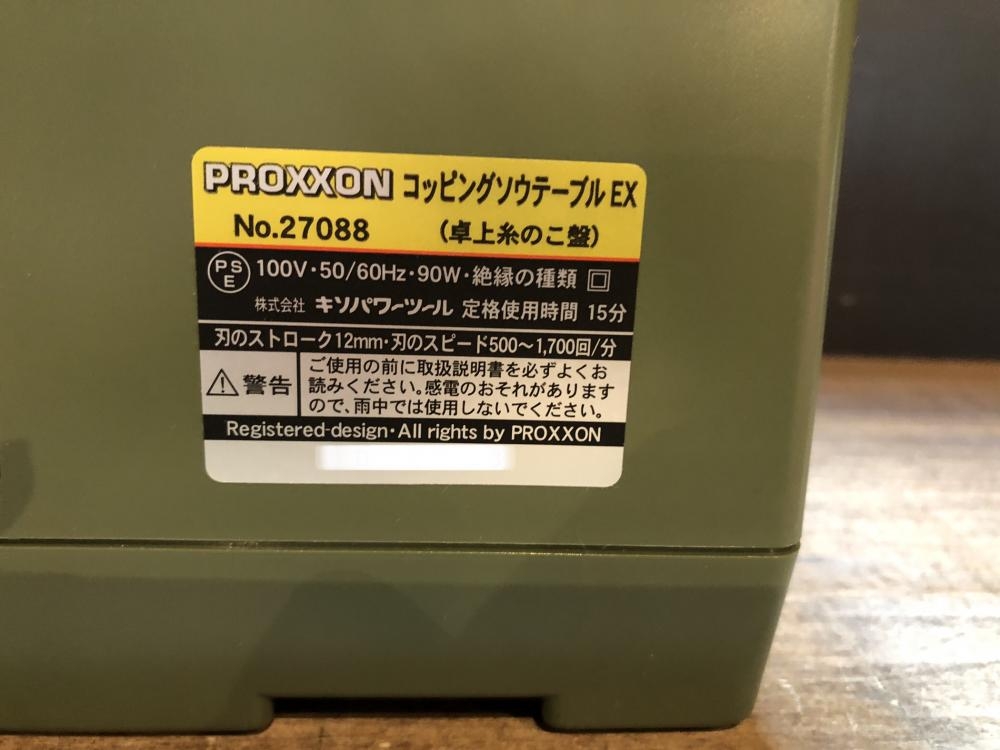 PROXXON コッピングソウテーブル EX
No.27088 (卓上糸のこ盤)
PSE 100V・50/60Hz・90W・絶縁の種類 回
株式会社 キソパワーツール 定格使用時間 15分
刃のストローク12mm・刃のスピード500～1,700回/分
警告
ご使用の前に取扱説明書を必ずよくお
読みください。感電のおそれがあります
ので、雨中では使用しないでください。
Registered-design・All rights by PROXXON